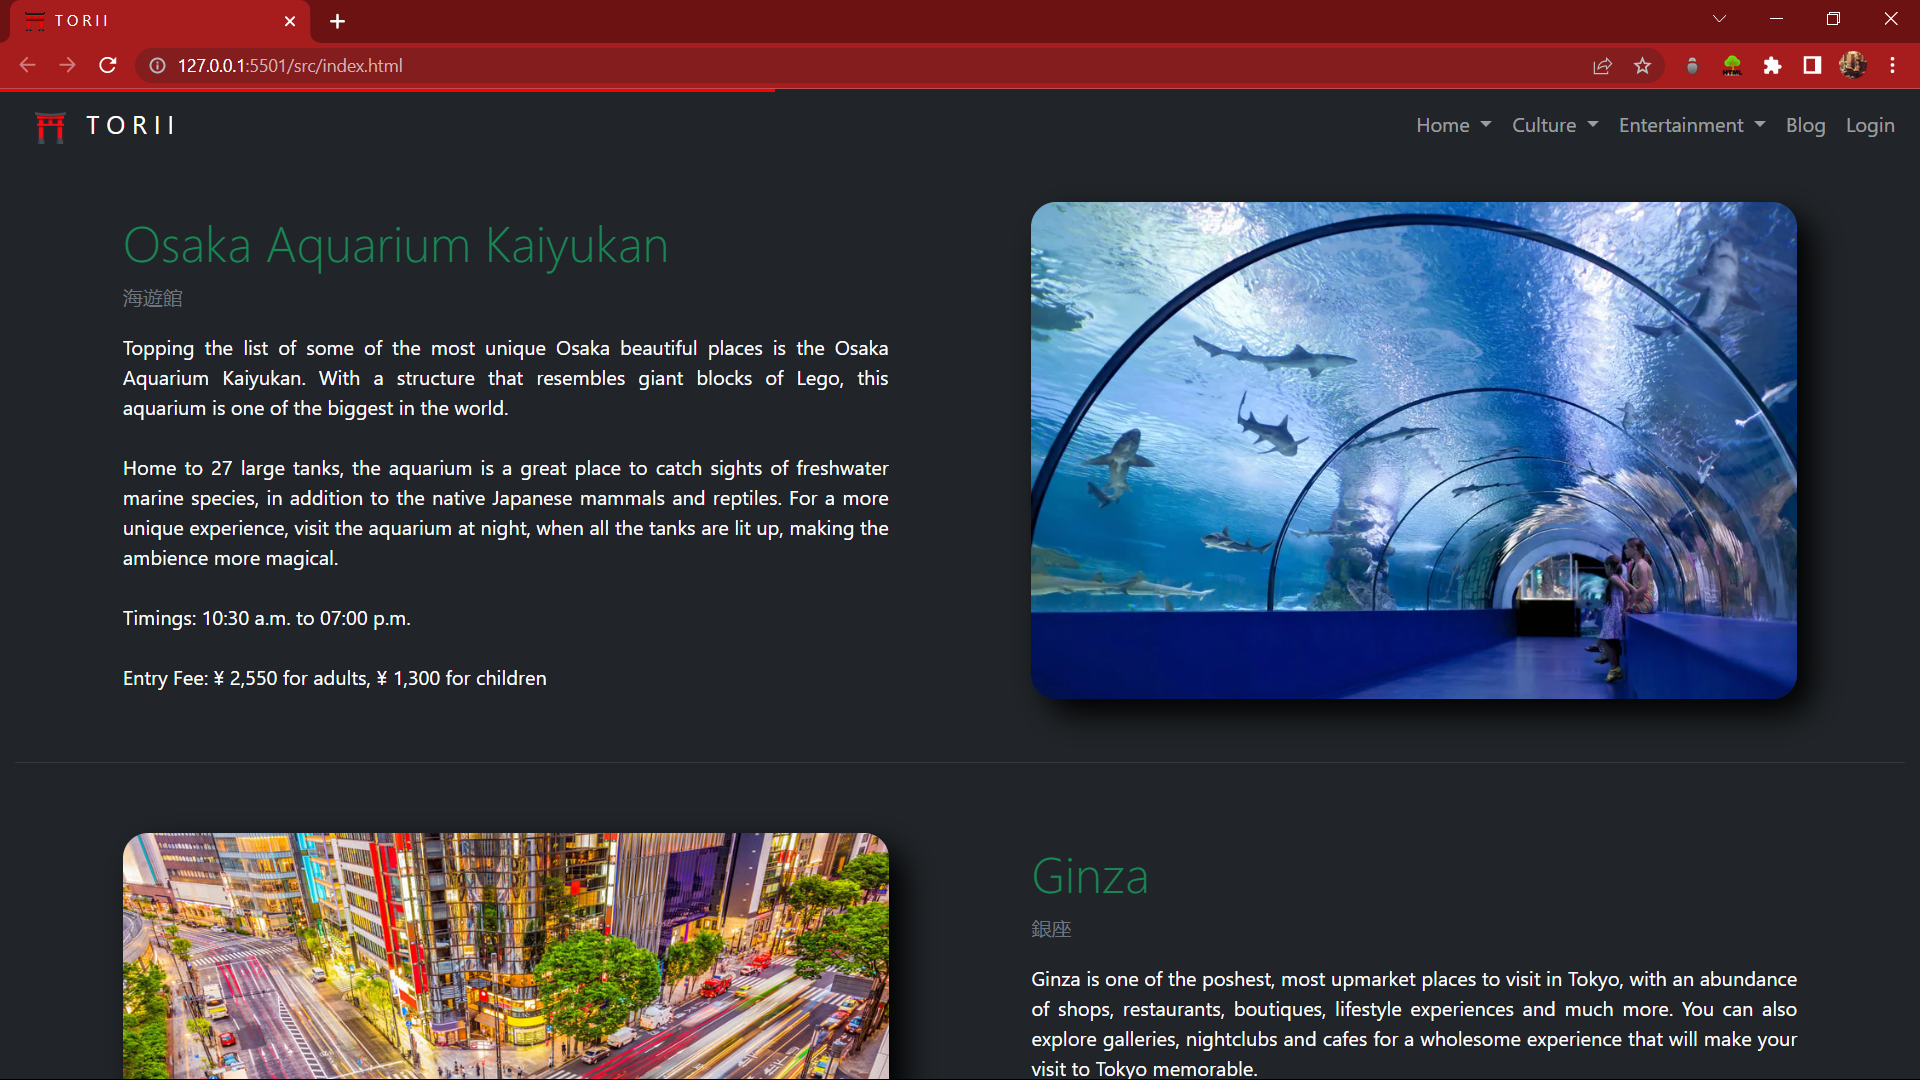 TORII
127.0.0.1:5501/src/index.html
TORII
Home Culture Entertainment Blog Login
Osaka Aquarium Kaiyukan
海遊館
Topping the list of some of the most unique Osaka beautiful places is the Osaka
Aquarium Kaiyukan. With a structure that resembles giant blocks of Lego, this
aquarium is one of the biggest in the world.
Home to 27 large tanks, the aquarium is a great place to catch sights of freshwater
marine species, in addition to the native Japanese mammals and reptiles. For a more
unique experience, visit the aquarium at night, when all the tanks are lit up, making the
ambience more magical.
Timings: 10:30 a.m. to 07:00 p.m.
Entry Fee: ¥ 2,550 for adults, ¥ 1,300 for children
Ginza
銀座
Ginza is one of the poshest, most upmarket places to visit in Tokyo, with an abundance
of shops, restaurants, boutiques, lifestyle experiences and much more. You can also
explore galleries, nightclubs and cafes for a wholesome experience that will make your
visit to Tokyo memorable.